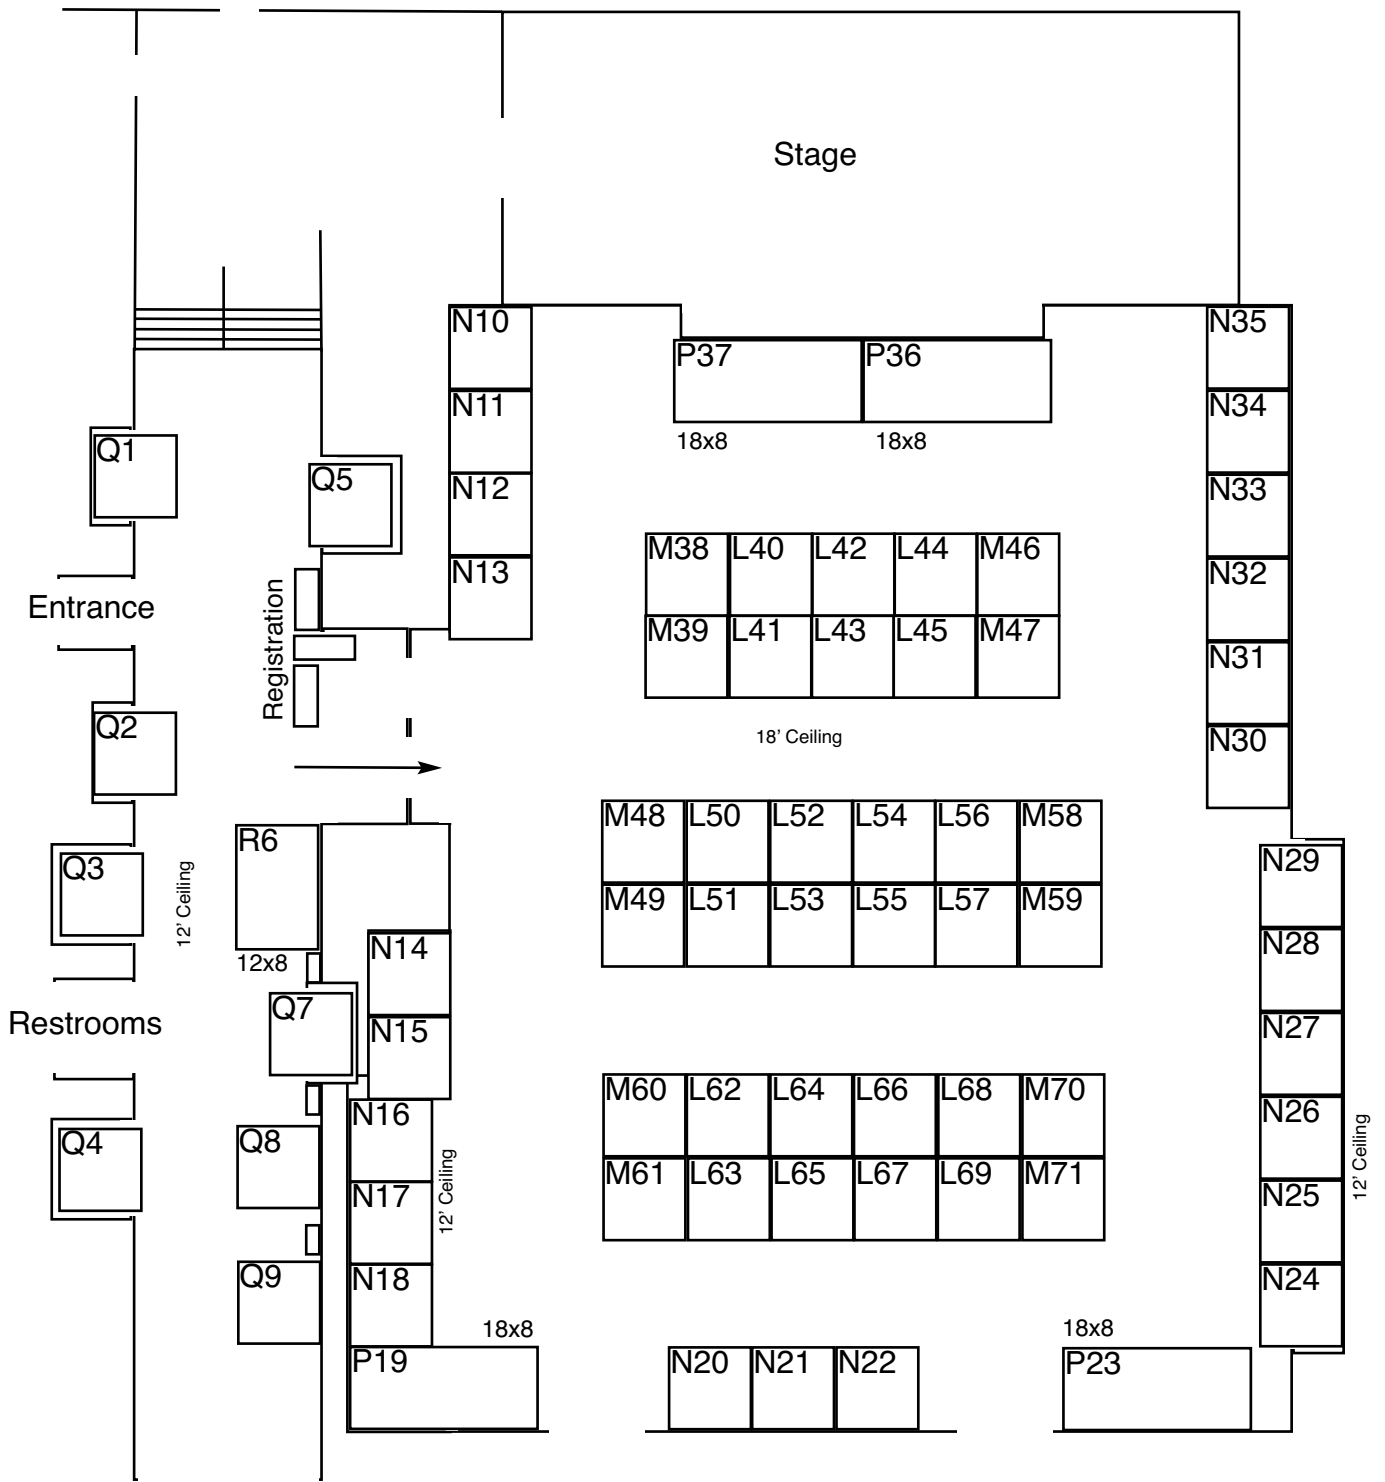 Stage
N10
N35
P37
P36
N11
N34
18x8
18x8
Q1
Q5
N12
N33
M38 L40 L42 L44 M46
N13
N32
Entrance
Registration
M39 L41 L43 L45 M47
N31
Q2
18' Ceiling
N30
M48 L50 L52 L54 L56 M58
R6
Q3
12' Ceiling
N29
M49 L51 L53 L55 L57 M59
N14
N28
12x8
Q7
Restrooms
N15
N27
M60 L62 L64 L66 L68 M70
N16
N26
Q4
Q8
12' Ceiling
12' Ceiling
M61 L63 L65 L67 L69 M71
N17
N25
Q9
N18
N24
18x8
18x8
P19
N20 N21 N22
P23